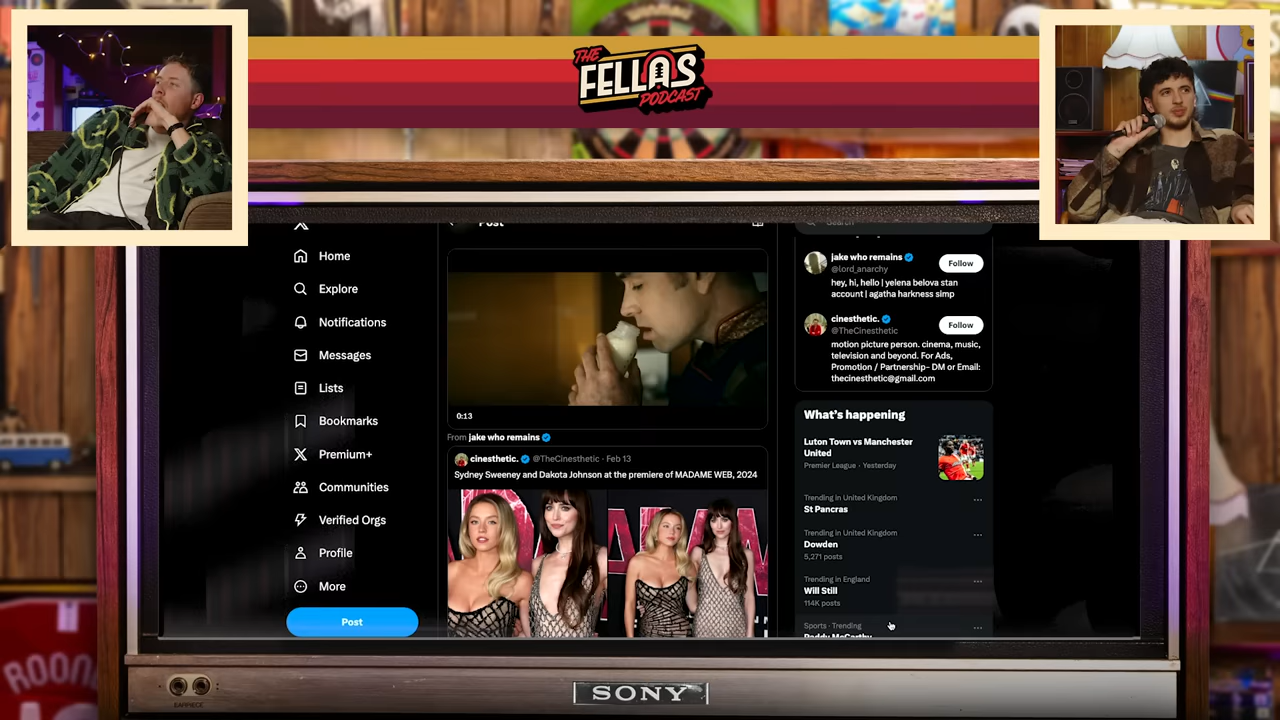 THE
FELLAS
PODCAST
Post
Search
Home
Explore
Notifications
Messages
Lists
Bookmarks
Premium+
Communities
Verified Orgs
Profile
More
Post
0:13
From jake who remains
cinesthetic. @TheCinesthetic · Feb 13
Sydney Sweeney and Dakota Johnson at the premiere of MADAME WEB, 2024
jake who remains
@lord_anarchy
Follow
hey, hi, hello | yelena belova stan
account | agatha harkness simp
cinesthetic.
@TheCinesthetic
Follow
motion picture person. cinema, music,
television and beyond. For Ads,
Promotion / Partnership- DM or Email:
thecinesthetic@gmail.com
What's happening
Luton Town vs Manchester
United
Premier League · Yesterday
Trending in United Kingdom
St Pancras
Trending in United Kingdom
Dowden
5,271 posts
Trending in England
Will Still
114K posts
Sports · Trending
Paddy McCarthy
SONY
EARPIECE
ROON